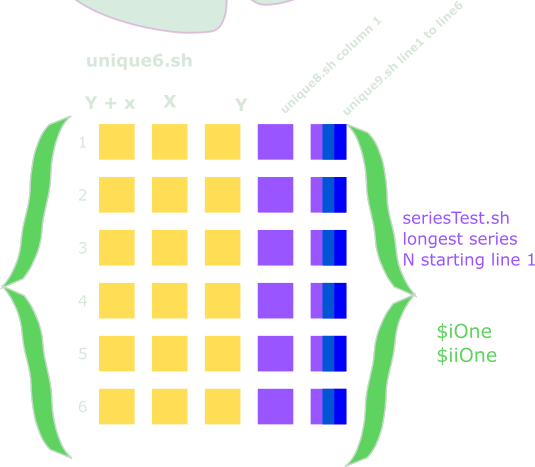 unique6.sh
unique8.sh column 1
unique9.sh line1 to line6
Y + x X Y
1
2
3
4
5
6
seriesTest.sh
longest series
N starting line 1
$iOne
$iiOne